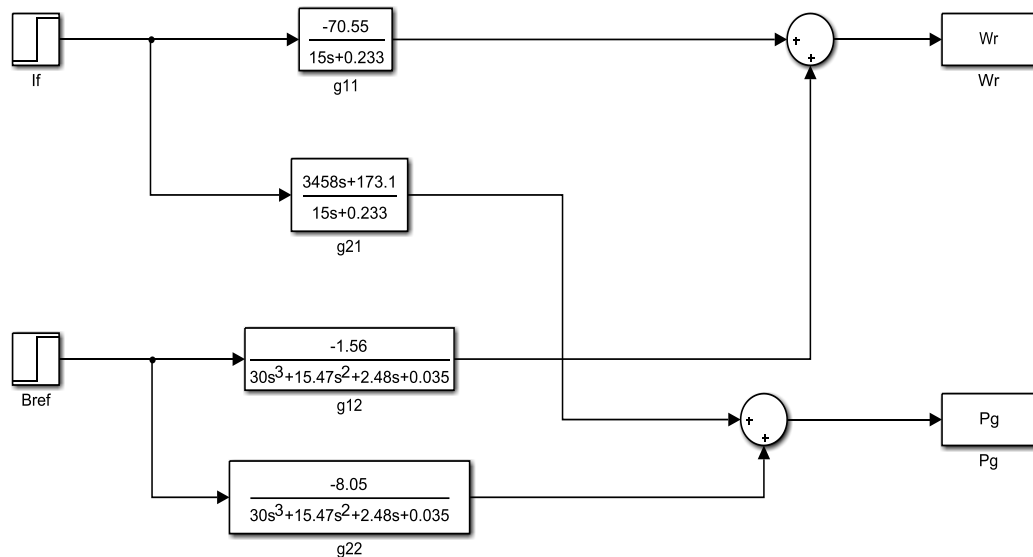 -70.55
15s+0.233
g11
If
+
+
Wr
Wr
3458s+173.1
15s+0.233
g21
-1.56
30s³+15.47s²+2.48s+0.035
g12
Bref
+
+
Pg
Pg
-8.05
30s³+15.47s²+2.48s+0.035
g22